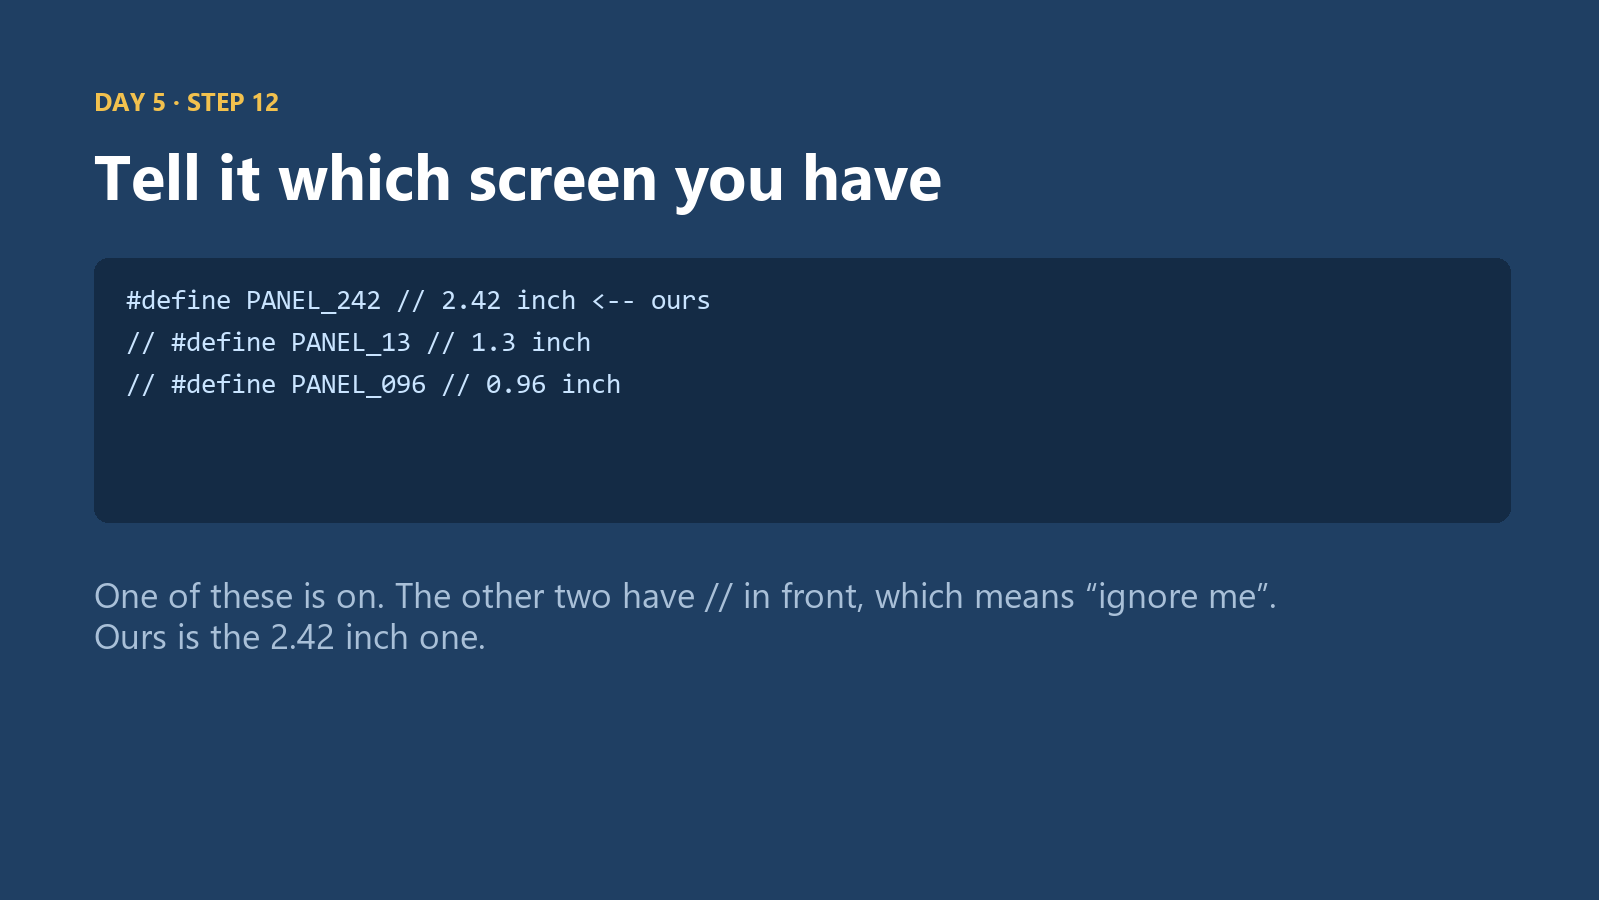 DAY 5 · STEP 12
Tell it which screen you have
#define PANEL_242 // 2.42 inch <-- ours
// #define PANEL_13 // 1.3 inch
// #define PANEL_096 // 0.96 inch
One of these is on. The other two have // in front, which means “ignore me”.
Ours is the 2.42 inch one.